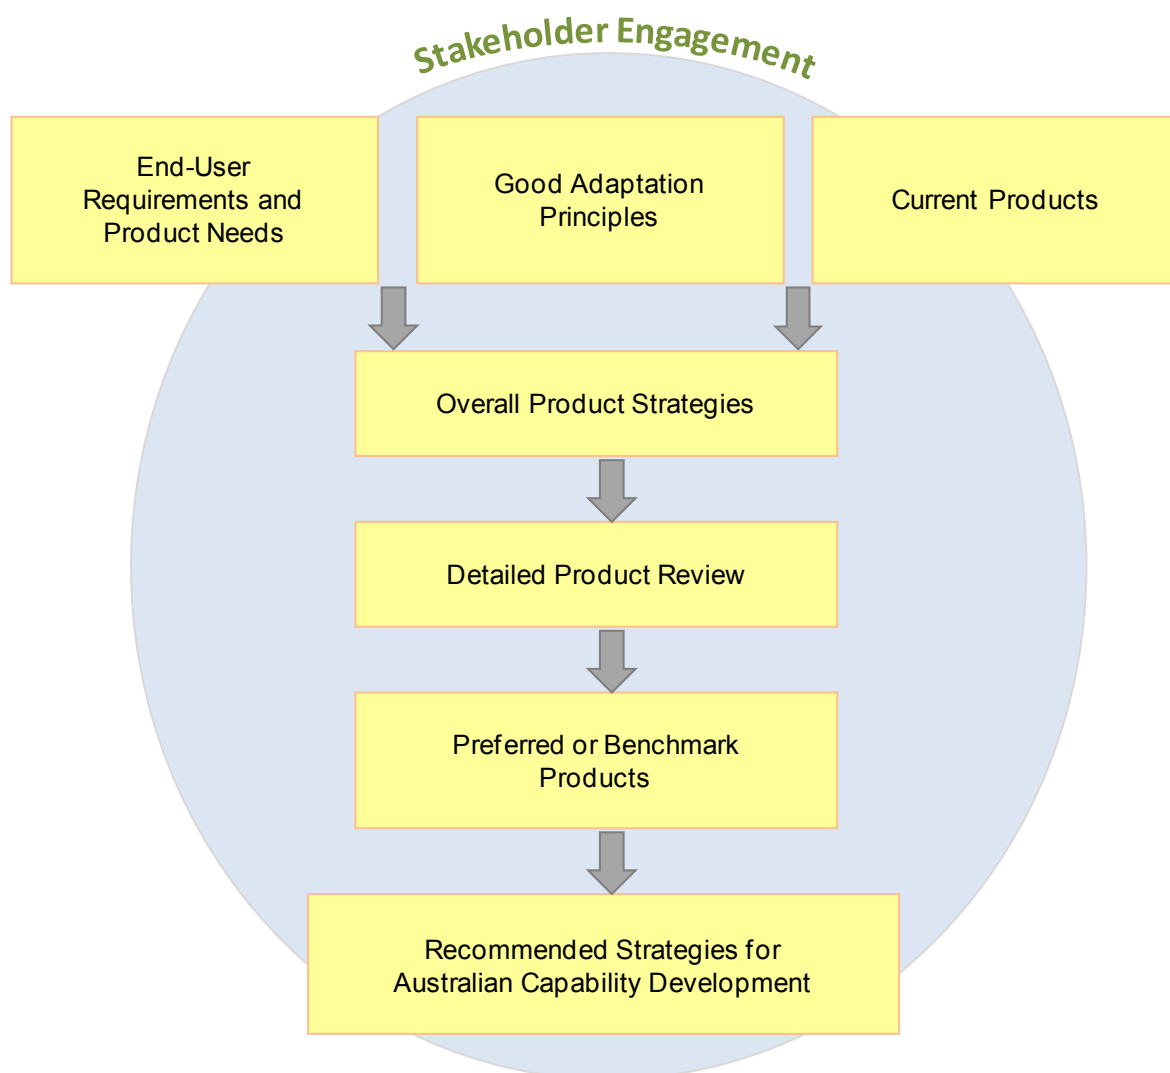 Stakeholder Engagement
End-User
Requirements and
Product Needs
Good Adaptation
Principles
Current Products
Overall Product Strategies
Detailed Product Review
Preferred or Benchmark
Products
Recommended Strategies for
Australian Capability Development